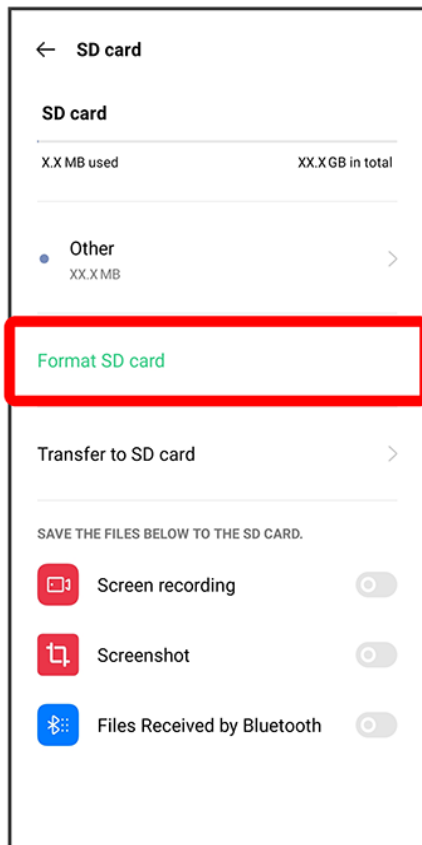 SD card
SD card
X.X MB used XX.X GB in total
Other
XX.X MB
Format SD card
Transfer to SD card
SAVE THE FILES BELOW TO THE SD CARD.
Screen recording
Screenshot
Files Received by Bluetooth